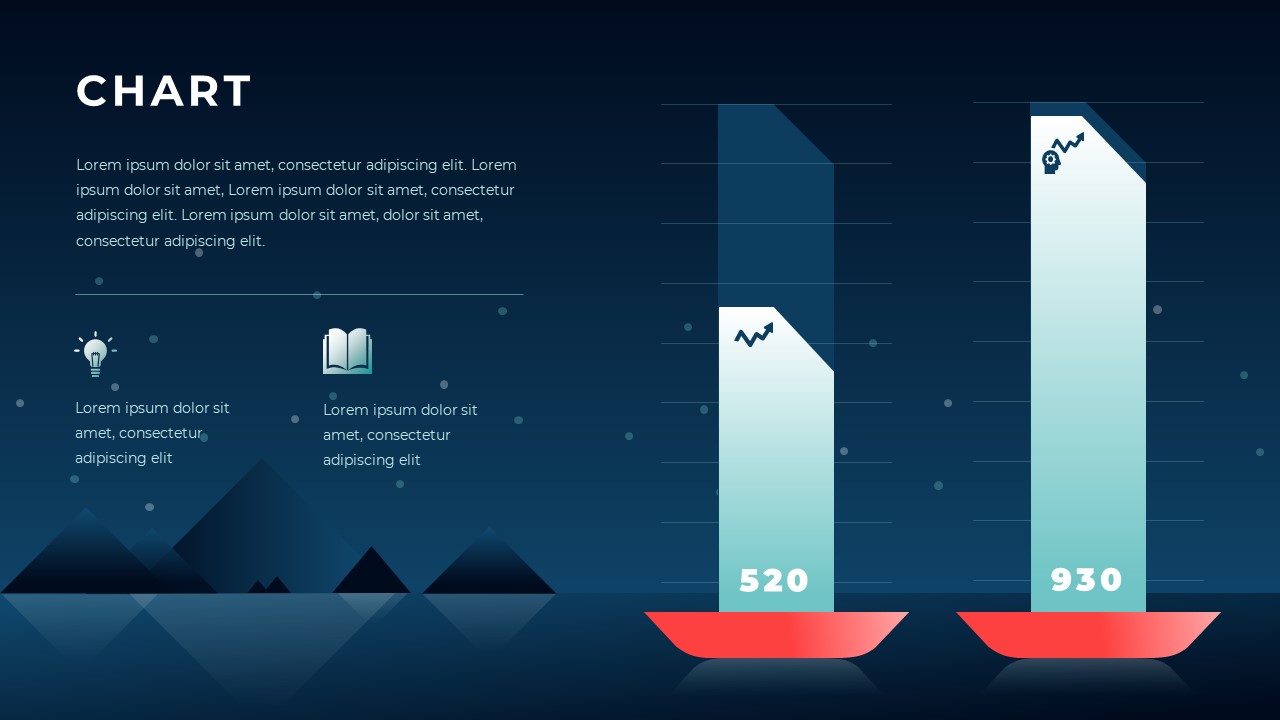 CHART
Lorem ipsum dolor sit amet, consectetur adipiscing elit. Lorem
ipsum dolor sit amet, Lorem ipsum dolor sit amet, consectetur
adipiscing elit. Lorem ipsum dolor sit amet, dolor sit amet,
consectetur adipiscing elit.
Lorem ipsum dolor sit
amet, consectetur
adipiscing elit
Lorem ipsum dolor sit
amet, consectetur
adipiscing elit
520
930